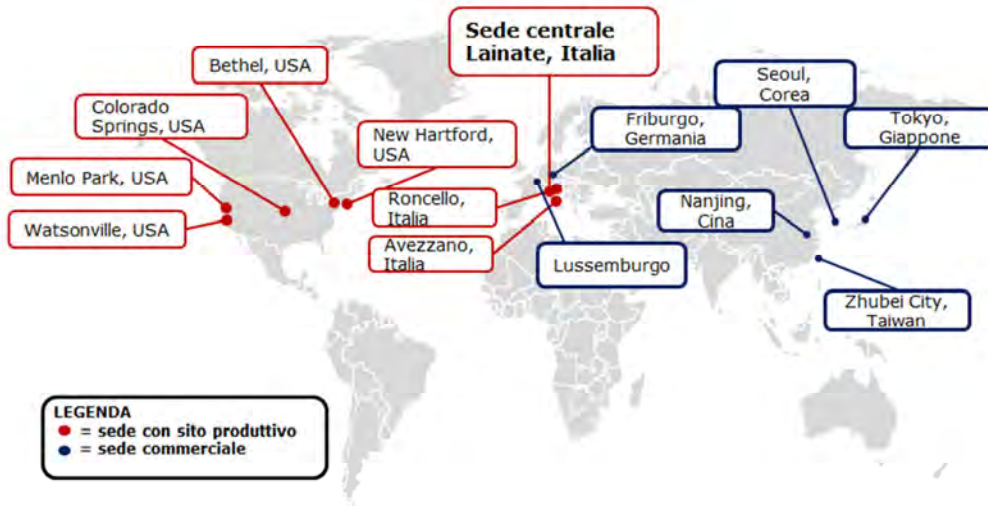 Sede centrale
Lainate, Italia
Bethel, USA
Seoul,
Corea
Colorado
Springs, USA
New Hartford,
USA
Friburgo,
Germania
Tokyo,
Giappone
Menlo Park, USA
Roncello,
Italia
Nanjing,
Cina
Watsonville, USA
Avezzano,
Italia
Lussemburgo
Zhubei City,
Taiwan
LEGENDA
= sede con sito produttivo
= sede commerciale